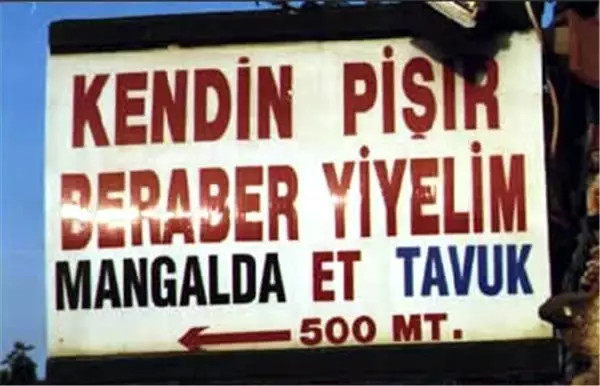 KENDİN PİŞİR
BERABER YİYELİM
MANGALDA ET TAVUK
500 MT.